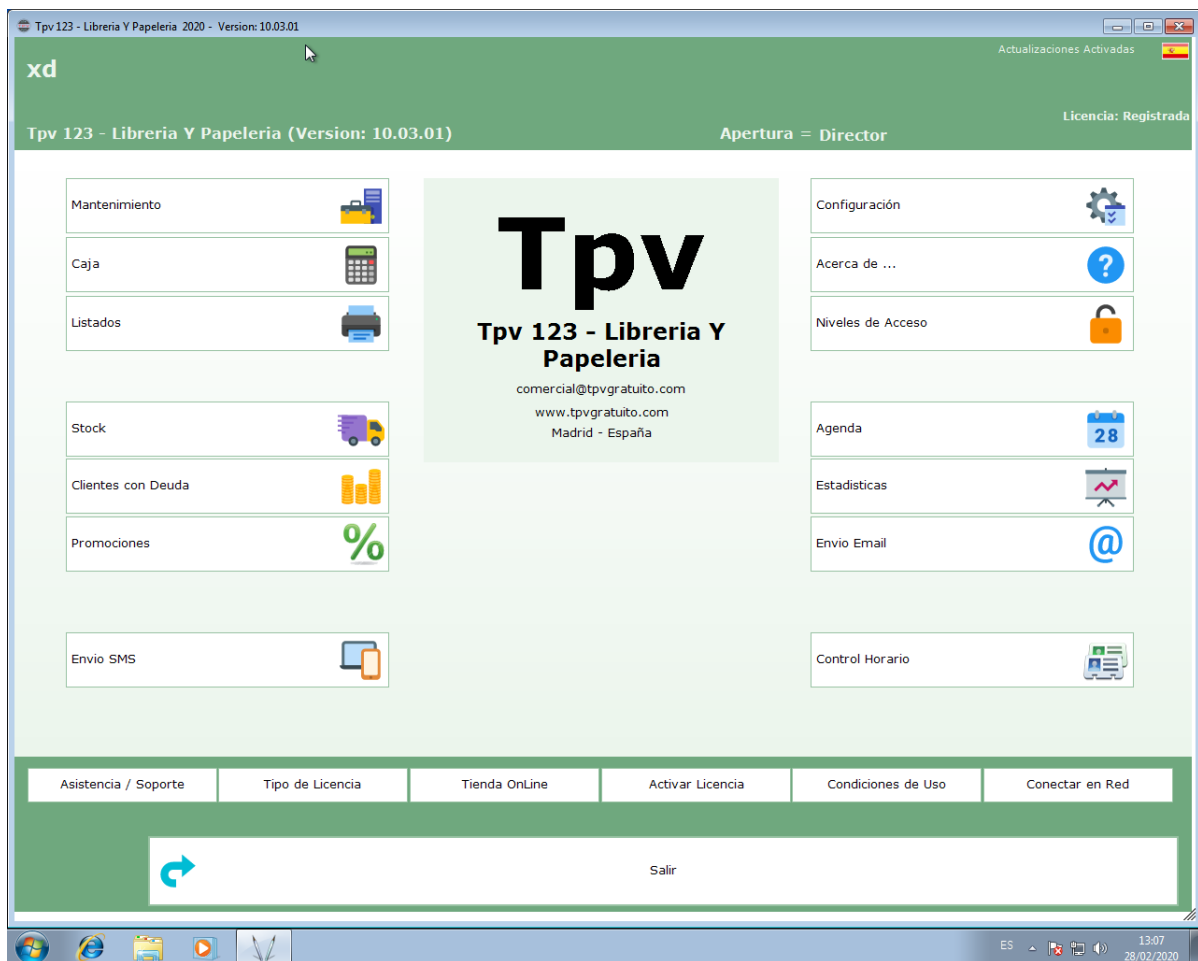 Tpv 123 - Libreria Y Papeleria 2020 - Version: 10.03.01
Actualizaciones Activadas
xd
Licencia: Registrada
Tpv 123 - Libreria Y Papeleria (Version: 10.03.01)
Apertura = Director
Mantenimiento
Caja
Listados
Tpv
Tpv 123 - Libreria Y
Papeleria
comercial@tpvgratuito.com
www.tpvgratuito.com
Madrid - España
Configuración
Acerca de ...
?
Niveles de Acceso
Stock
Clientes con Deuda
Promociones
%
Agenda
28
Estadisticas
Envio Email
@
Envio SMS
Control Horario
Asistencia / Soporte
Tipo de Licencia
Tienda OnLine
Activar Licencia
Condiciones de Uso
Conectar en Red
Salir
ES
13:07
28/02/2020